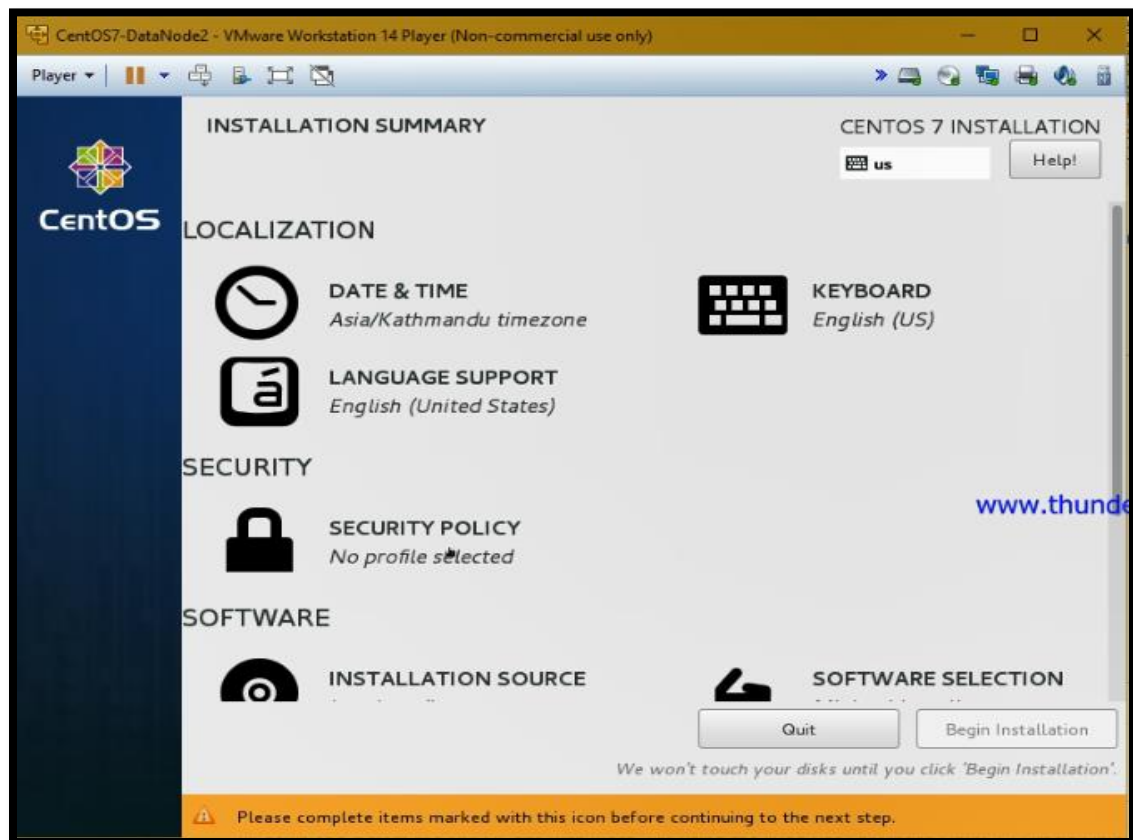 CentOS7-DataNode2 - VMware Workstation 14 Player (Non-commercial use only)
Player
INSTALLATION SUMMARY
CENTOS 7 INSTALLATION
us
Help!
CentOS
LOCALIZATION
DATE & TIME
Asia/Kathmandu timezone
KEYBOARD
English (US)
á
LANGUAGE SUPPORT
English (United States)
SECURITY
www.thunde
SECURITY POLICY
No profile selected
SOFTWARE
INSTALLATION SOURCE
SOFTWARE SELECTION
Quit
Begin Installation
We won't touch your disks until you click 'Begin Installation'.
Please complete items marked with this icon before continuing to the next step.